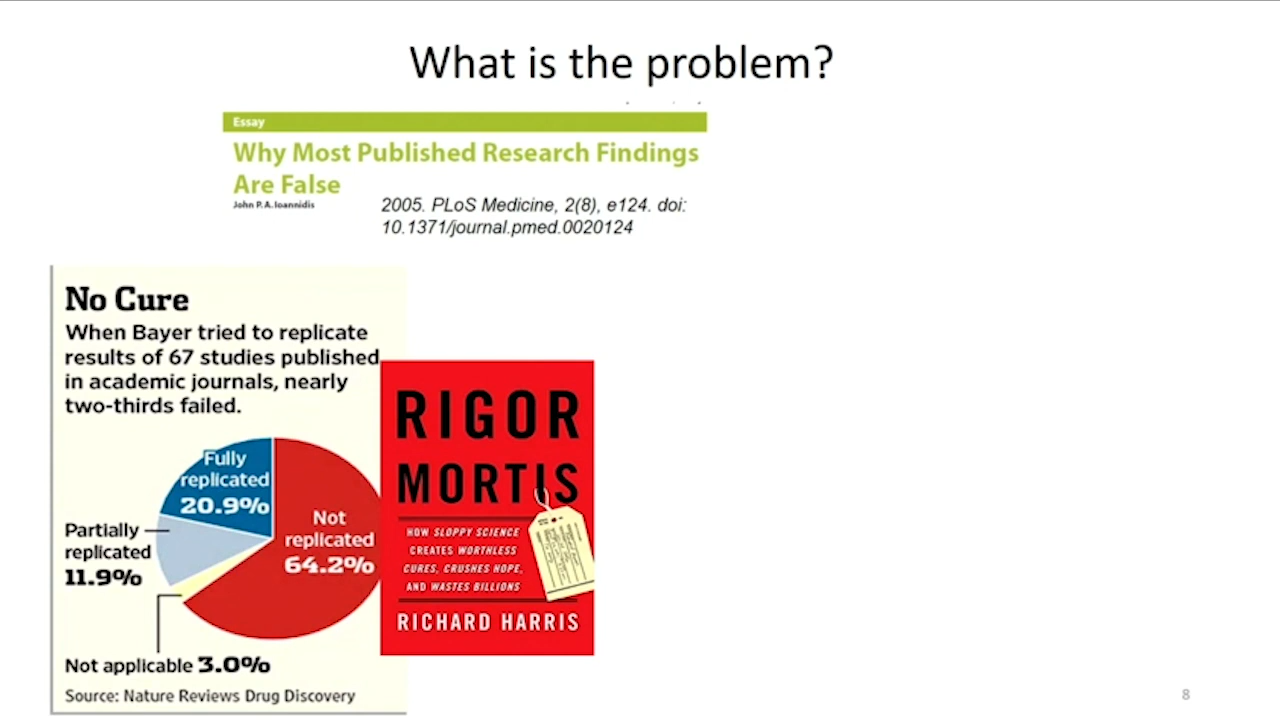 What is the problem?
Essay
Why Most Published Research Findings
Are False
John P. A. Ioannidis
2005. PLoS Medicine, 2(8), e124. doi:
10.1371/journal.pmed.0020124
No Cure
When Bayer tried to replicate
results of 67 studies published
in academic journals, nearly
two-thirds failed.
Fully
replicated
20.9%
Not
replicated
64.2%
Partially
replicated
11.9%
Not applicable 3.0%
Source: Nature Reviews Drug Discovery
RIGOR
MORTIS
HOW SLOPPY SCIENCE
CREATES WORTHLESS
CURES, CRUSHES HOPE,
AND WASTES BILLIONS
RICHARD HARRIS
8